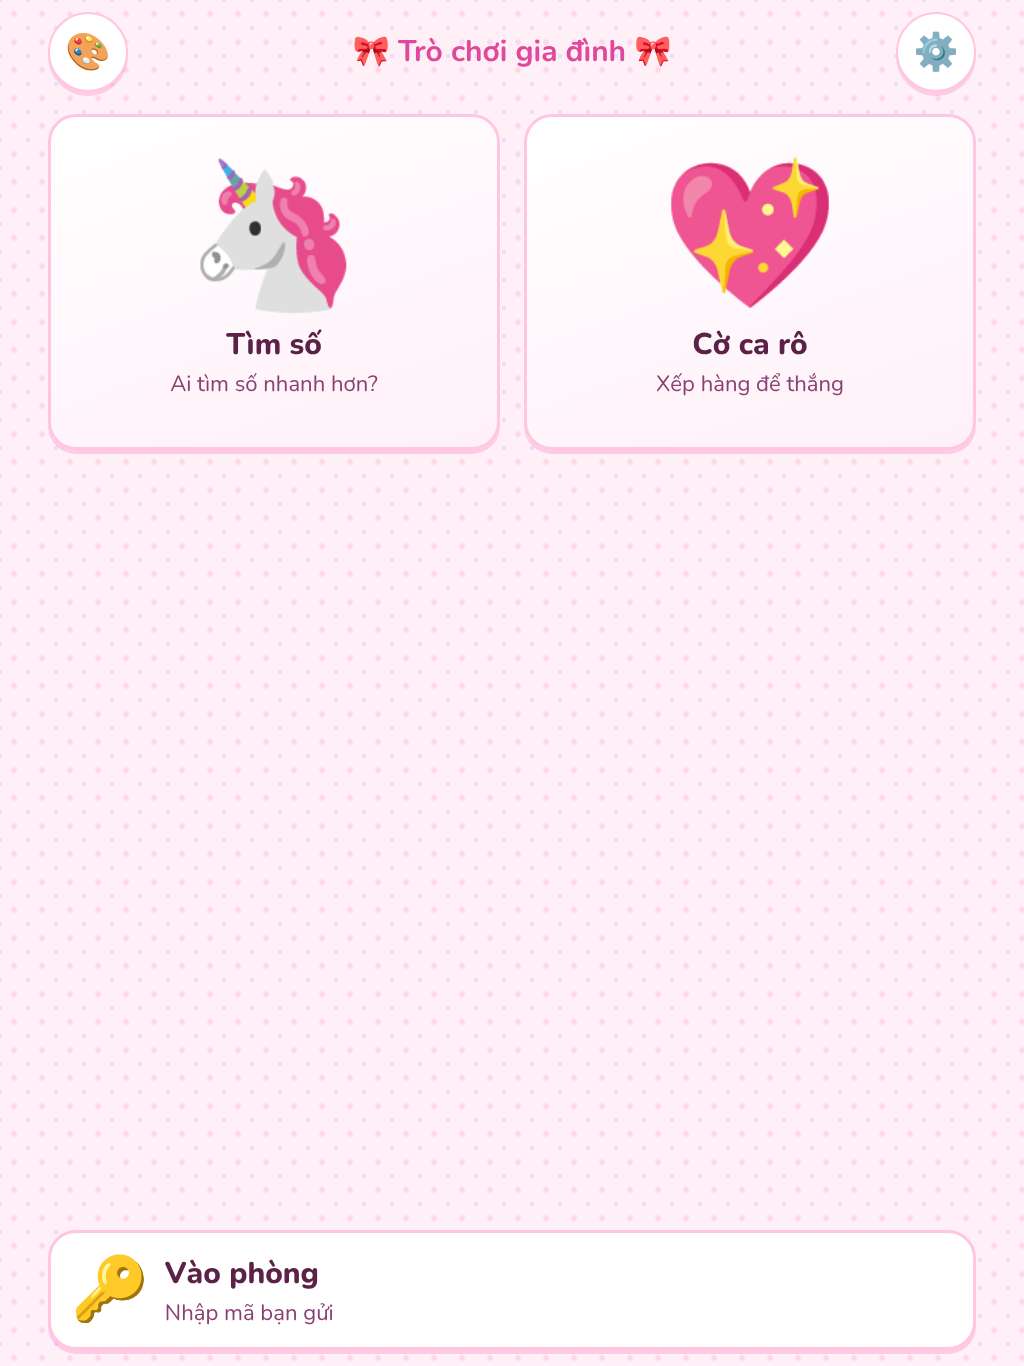 🎀 Trò chơi gia đình 🎀
Tìm số
Ai tìm số nhanh hơn?
Cờ ca rô
Xếp hàng để thắng
Vào phòng
Nhập mã bạn gửi